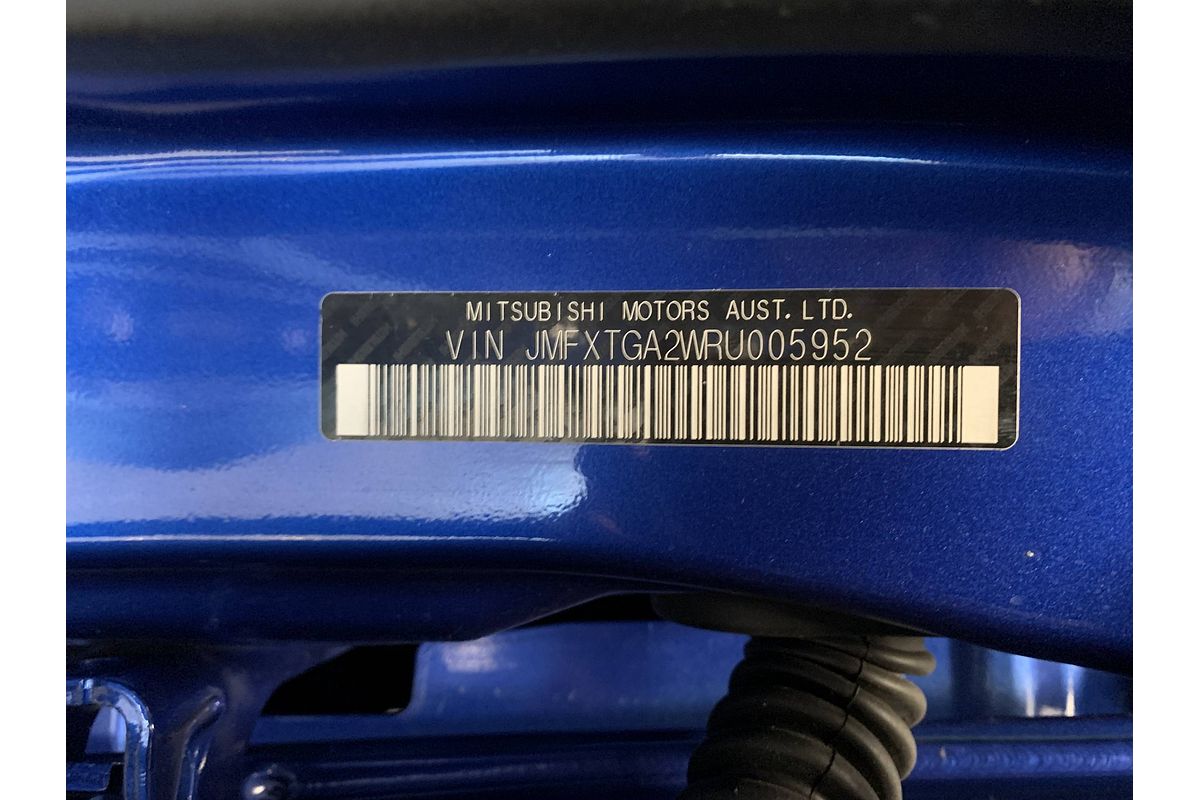 MITSUBISHI MOTORS AUST. LTD.
VIN JMFXTGA2WRU005952